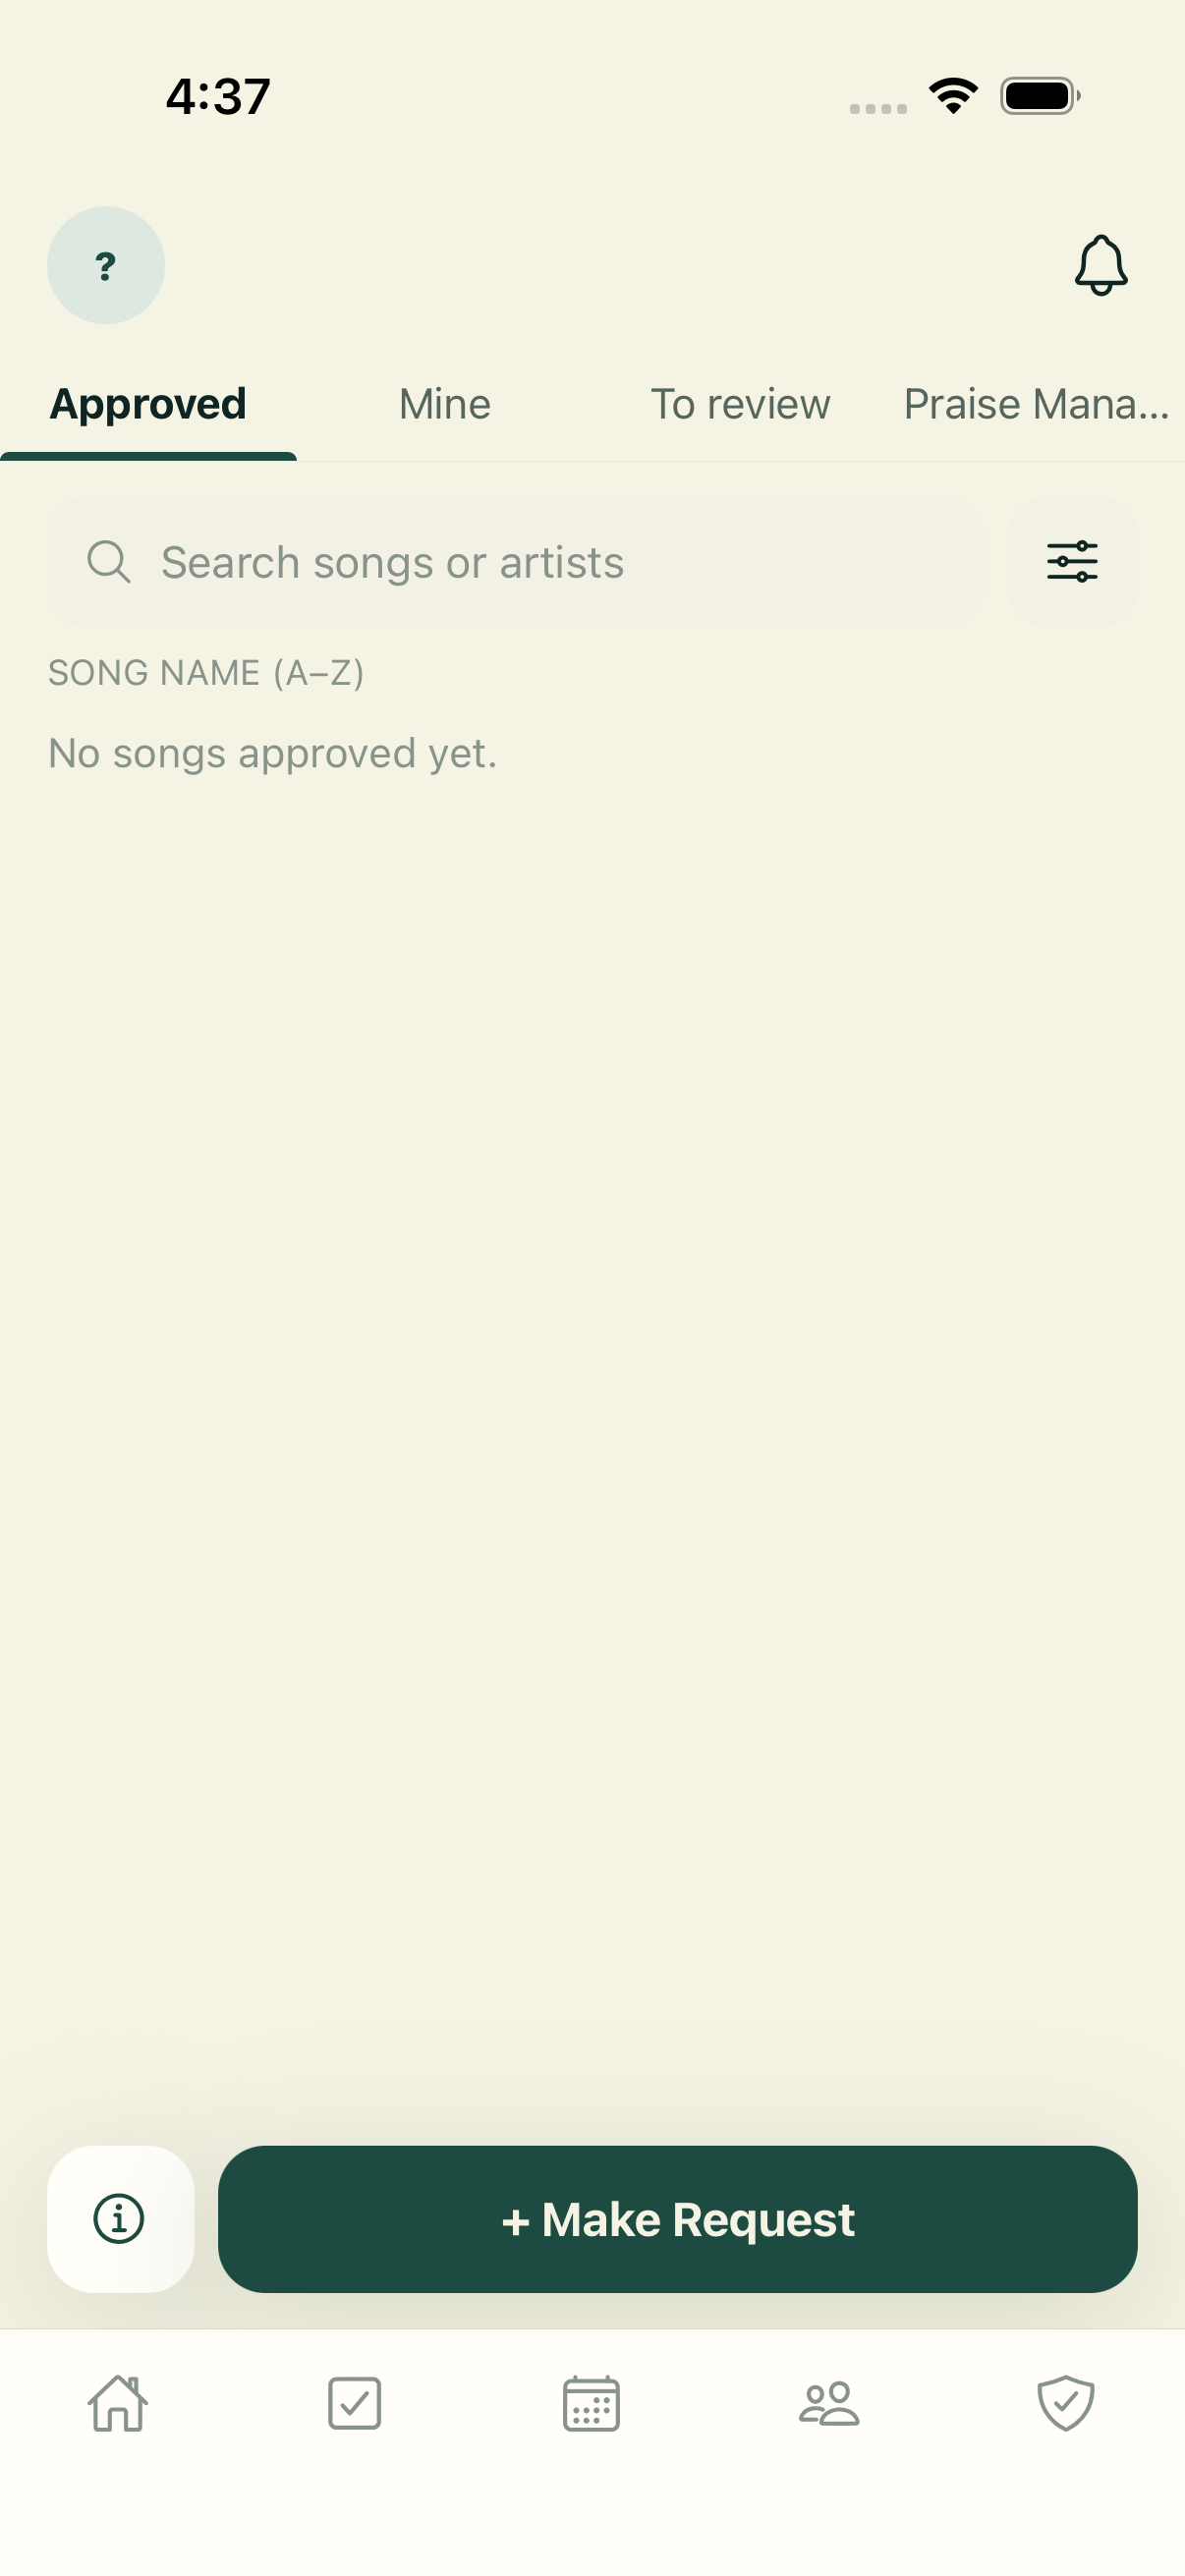 4:37
?
Approved Mine To review Praise Mana...
Search songs or artists
SONG NAME (A–Z)
No songs approved yet.
+ Make Request